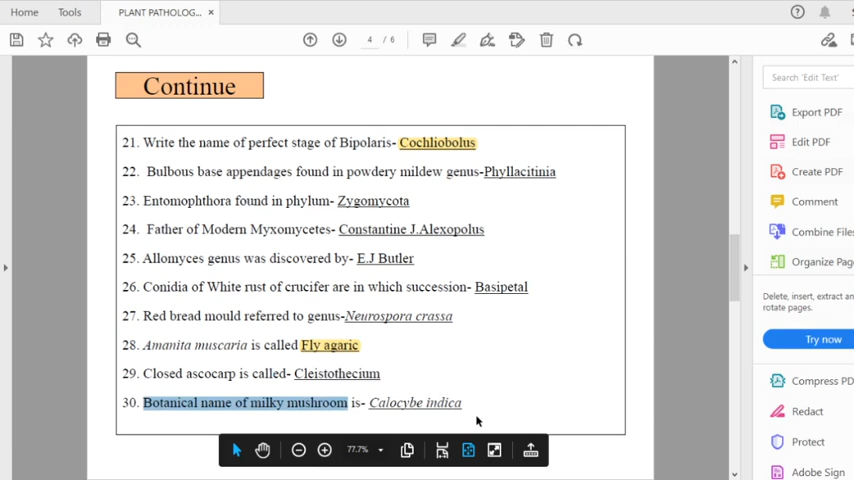 Home Tools PLANT PATHOLOG... ×
4 / 6
Continue
Search 'Edit Text'
21. Write the name of perfect stage of Bipolaris- Cochliobolus
22. Bulbous base appendages found in powdery mildew genus-Phyllacitinia
23. Entomophthora found in phylum- Zygomycota
24. Father of Modern Myxomycetes- Constantine J.Alexopolus
25. Allomyces genus was discovered by- E.J Butler
26. Conidia of White rust of crucifer are in which succession- Basipetal
27. Red bread mould referred to genus-Neurospora crassa
28. Amanita muscaria is called Fly agaric
29. Closed ascocarp is called- Cleistothecium
30. Botanical name of milky mushroom is- Calocybe indica
77.7%
Export PDF
Edit PDF
Create PDF
Comment
Combine Files
Organize Pag
Delete, insert, extract an
rotate pages.
Try now
Compress PD
Redact
Protect
Adobe Sign